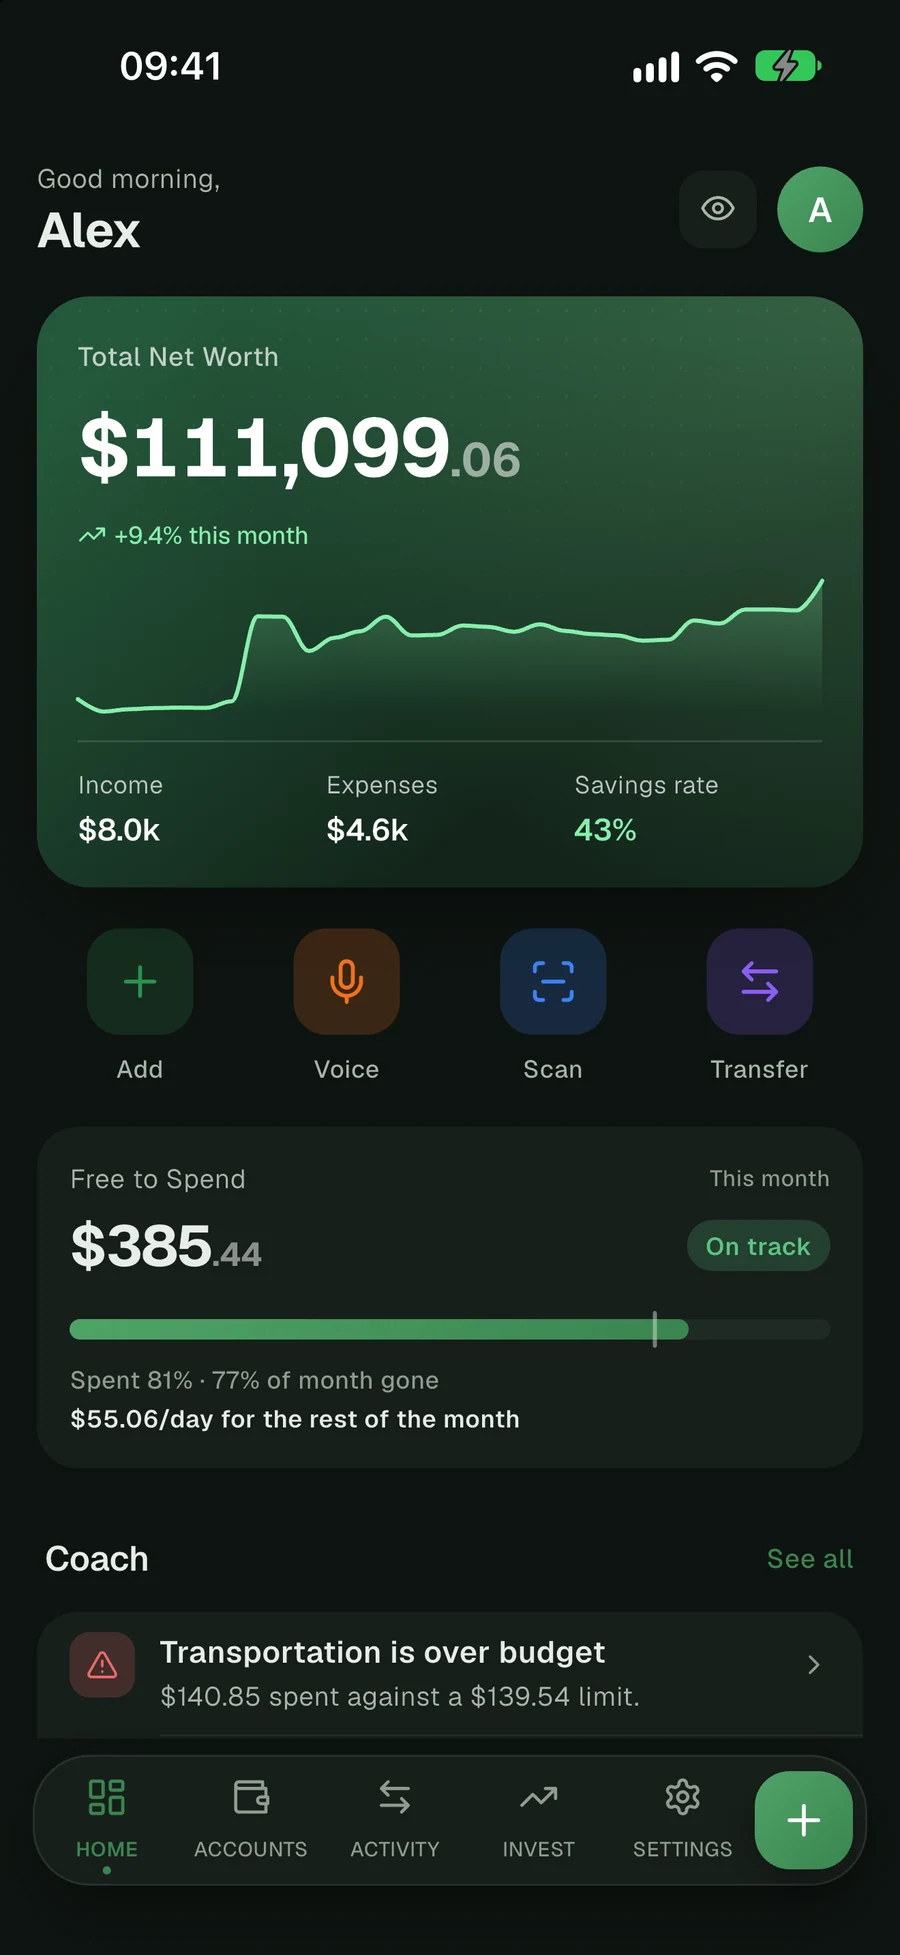 09:41
Good morning,
Alex
A
Total Net Worth
$111,099.06
+9.4% this month
Income
Expenses
Savings rate
$8.0k
$4.6k
43%
Add
Voice
Scan
Transfer
Free to Spend
This month
$385.44
On track
Spent 81% · 77% of month gone
$55.06/day for the rest of the month
Coach
See all
Transportation is over budget
$140.85 spent against a $139.54 limit.
HOME
ACCOUNTS
ACTIVITY
INVEST
SETTINGS